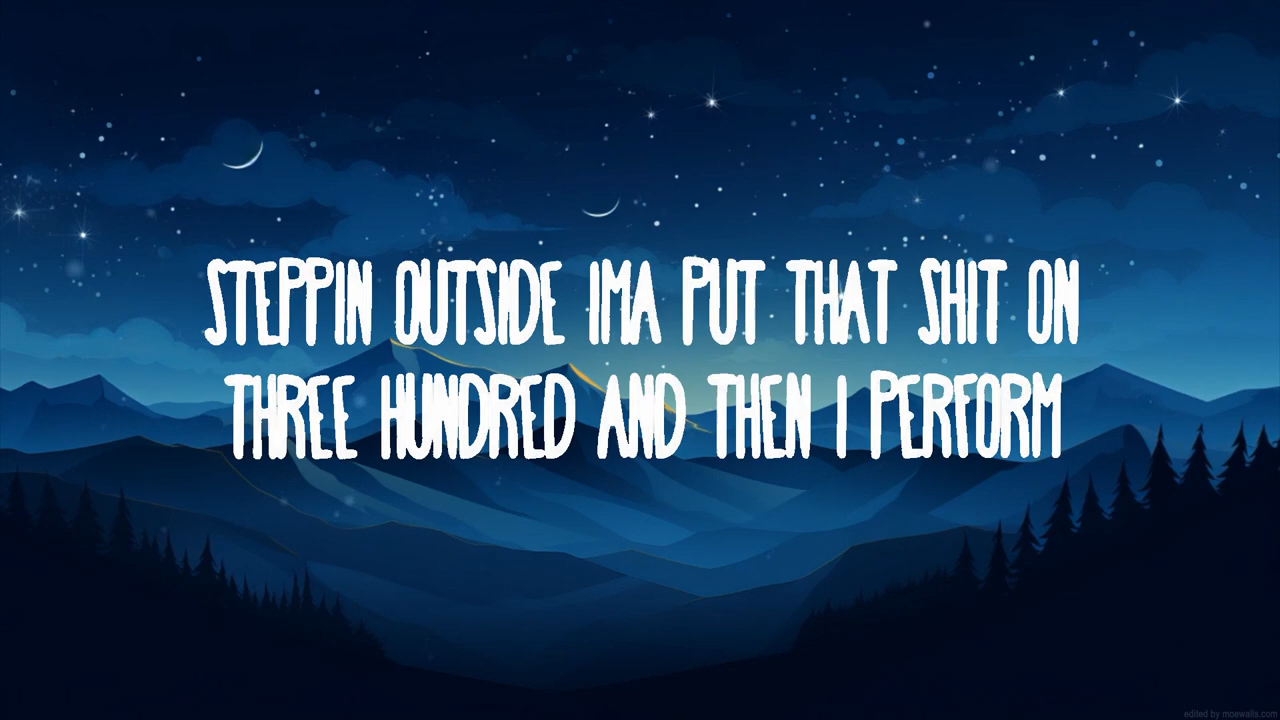 STEPPIN OUTSIDE IMA PUT THAT SHIT ON
THREE HUNDRED AND THEN I PERFORM
edited by moewalls.com